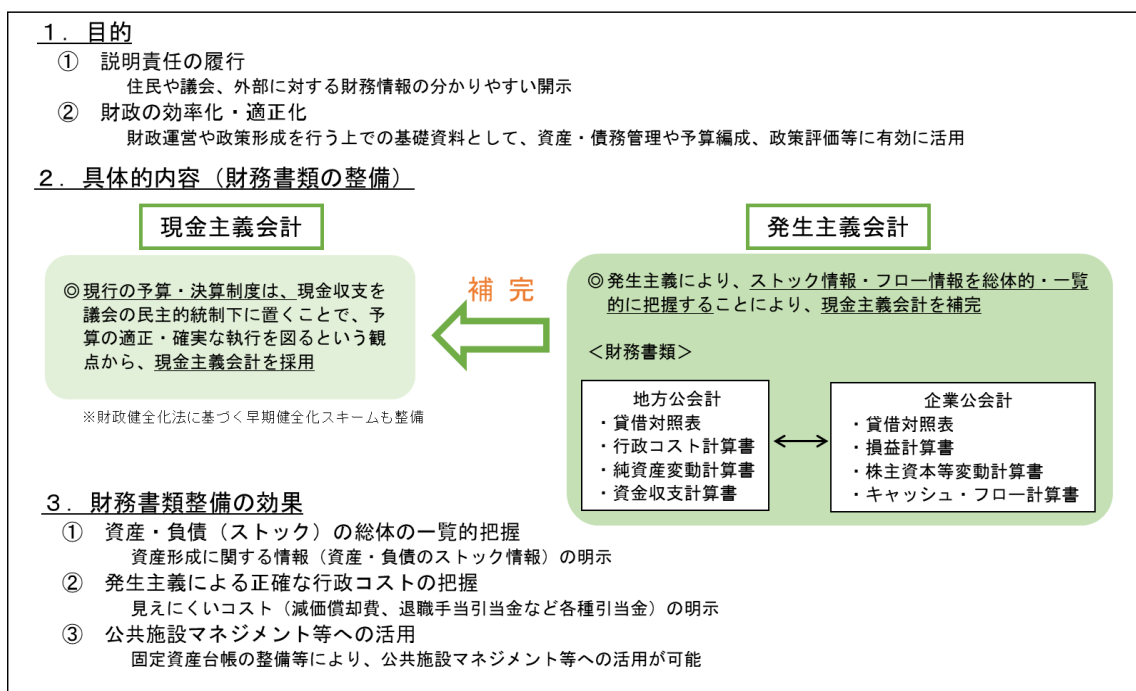 １．目的
① 説明責任の履行
住民や議会、外部に対する財務情報の分かりやすい開示
② 財政の効率化・適正化
財政運営や政策形成を行う上での基礎資料として、資産・債務管理や予算編成、政策評価等に有効に活用
２．具体的内容（財務書類の整備）
現金主義会計
◎現行の予算・決算制度は、現金収支を
議会の民主的統制下に置くことで、予
算の適正・確実な執行を図るという観
点から、現金主義会計を採用
※財政健全化法に基づく早期健全化スキームも整備
補 完
発生主義会計
◎発生主義により、ストック情報・フロー情報を総体的・一覧
的に把握することにより、現金主義会計を補完
＜財務書類＞
地方公会計
・貸借対照表
・行政コスト計算書
・純資産変動計算書
・資金収支計算書
企業公会計
・貸借対照表
・損益計算書
・株主資本等変動計算書
・キャッシュ・フロー計算書
３．財務書類整備の効果
① 資産・負債（ストック）の総体の一覧的把握
資産形成に関する情報（資産・負債のストック情報）の明示
② 発生主義による正確な行政コストの把握
見えにくいコスト（減価償却費、退職手当引当金など各種引当金）の明示
③ 公共施設マネジメント等への活用
固定資産台帳の整備等により、公共施設マネジメント等への活用が可能